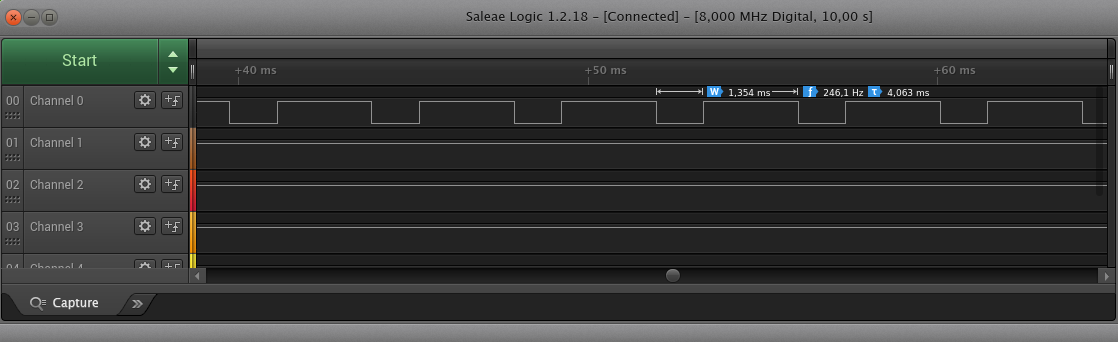 Saleae Logic 1.2.18 – [Connected] – [8,000 MHz Digital, 10,00 s]
Start
+40 ms +50 ms +60 ms
00 Channel 0
W 1,354 ms f 246,1 Hz τ 4,063 ms
01 Channel 1
02 Channel 2
03 Channel 3
04 Channel 4
Capture